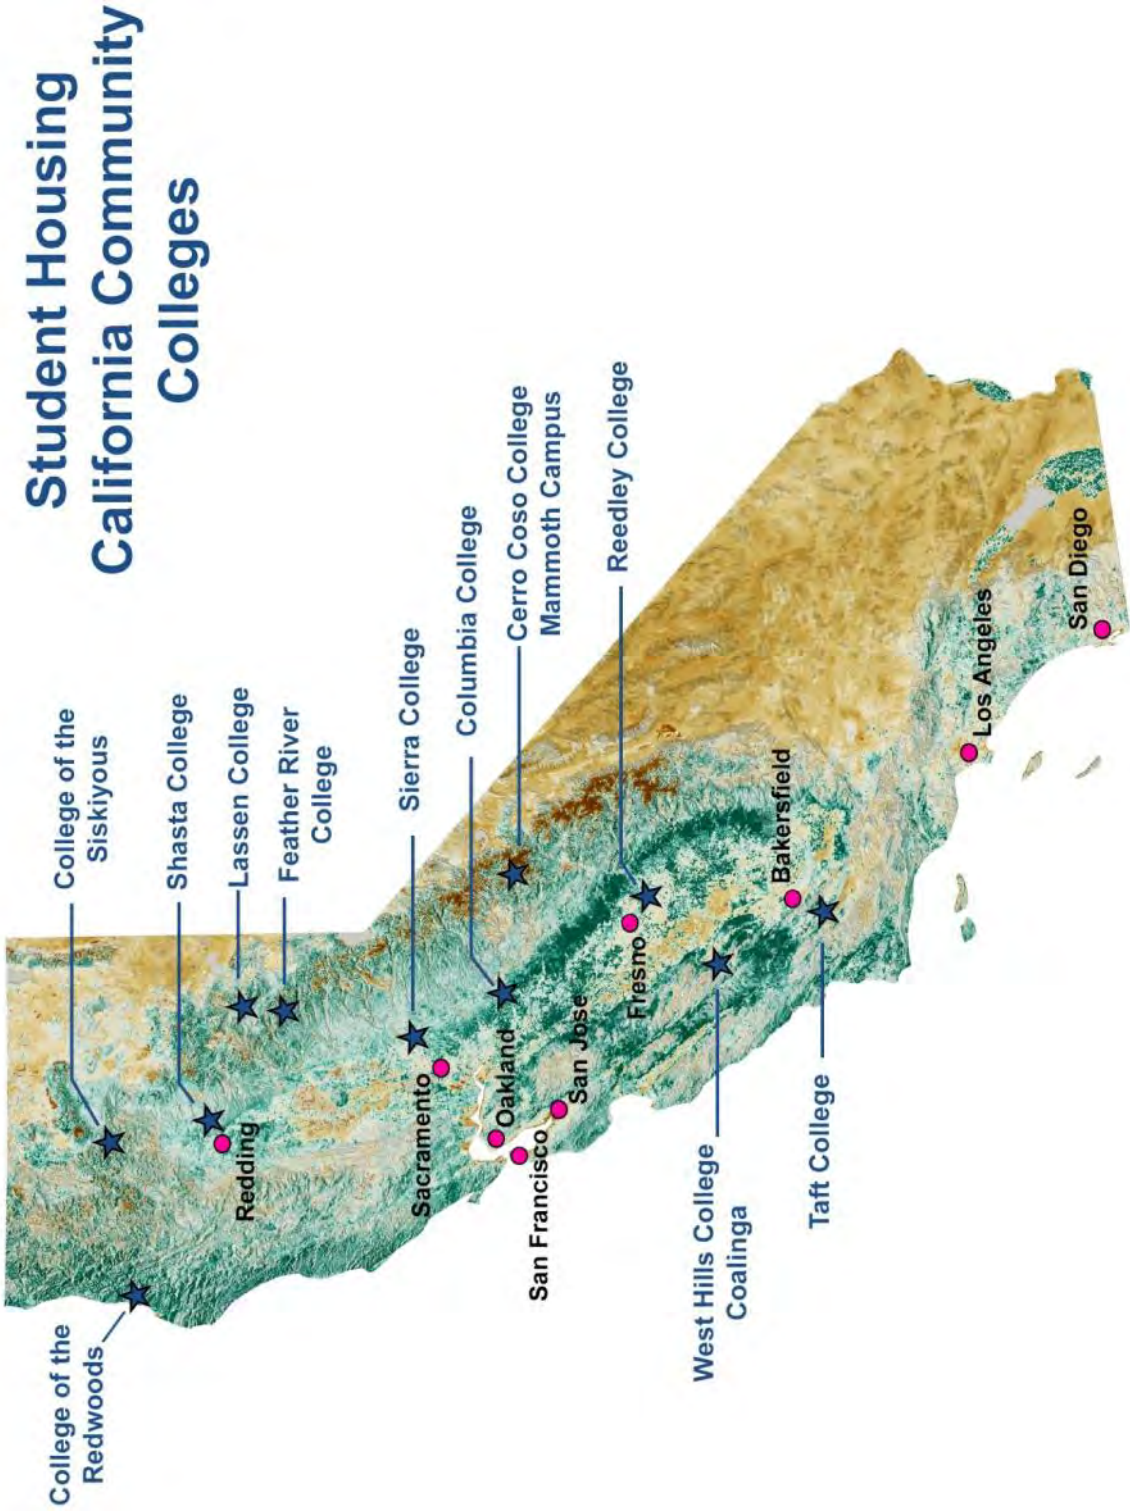 Student Housing
California Community
Colleges
College of the
Siskiyous
Shasta College
Lassen College
Feather River
College
Sierra College
Columbia College
Cerro Coso College
Mammoth Campus
Reedley College
College of the
Redwoods
Redding
Sacramento
Oakland
San Francisco
San Jose
Fresno
Bakersfield
Los Angeles
San Diego
West Hills College
Coalinga
Taft College